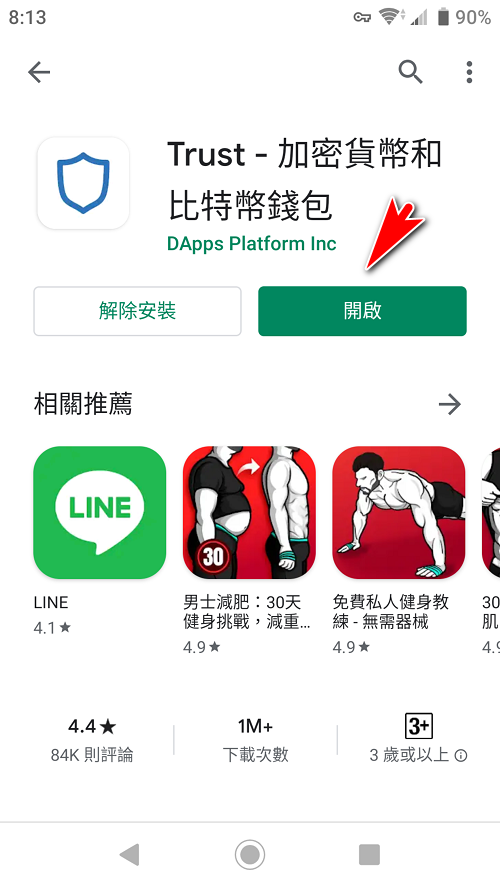 8:13
90%
Trust - 加密貨幣和
比特幣錢包
DApps Platform Inc
解除安裝
開啟
相關推薦
LINE
30
LINE
男士減肥：30天
免費私人健身教
30
健身挑戰，減重...
練 - 無需器械
肌
4.1★
4.9★
4.9★
4.9
4.4★
1M+
3+
84K 則評論
下載次數
3 歲或以上